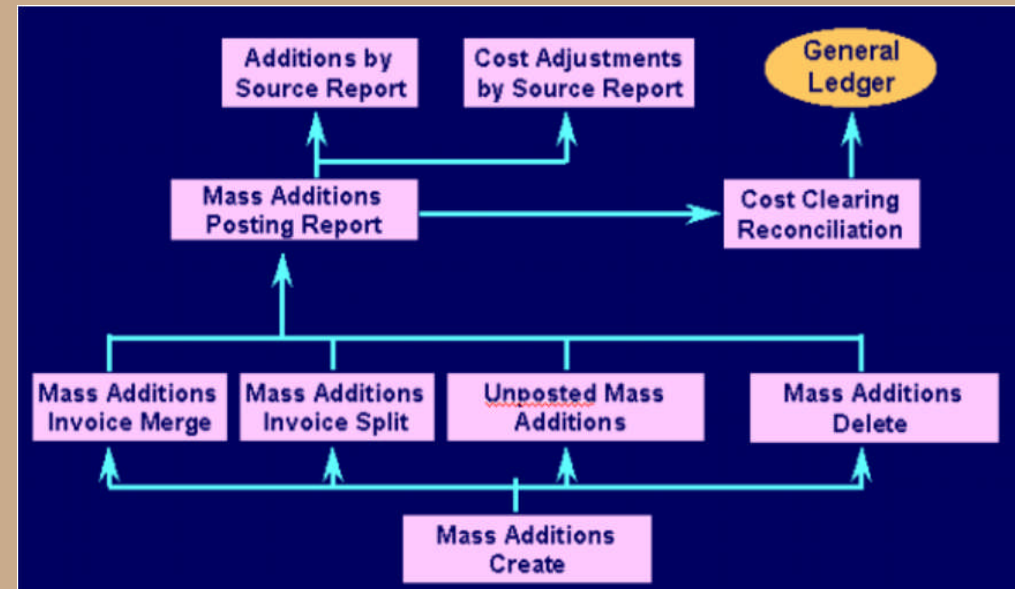 Additions by
Source Report
Cost Adjustments
by Source Report
General
Ledger
Mass Additions
Posting Report
Cost Clearing
Reconciliation
Mass Additions
Invoice Merge
Mass Additions
Invoice Split
Unposted Mass
Additions
Mass Additions
Delete
Mass Additions
Create